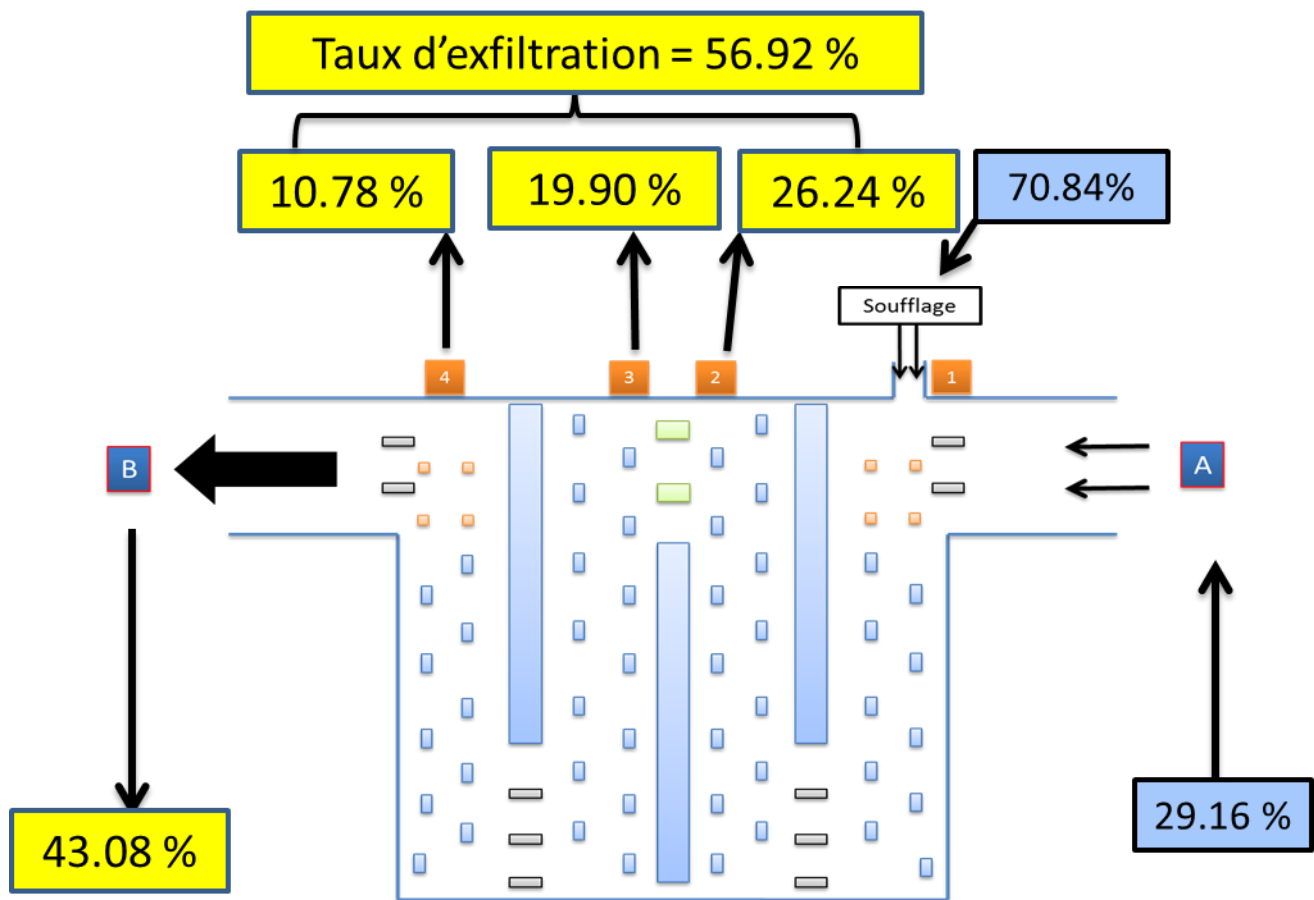 Taux d'exfiltration = 56.92 %
10.78 %
19.90 %
26.24 %
70.84%
Soufflage
4
3
2
1
B
A
43.08 %
29.16 %